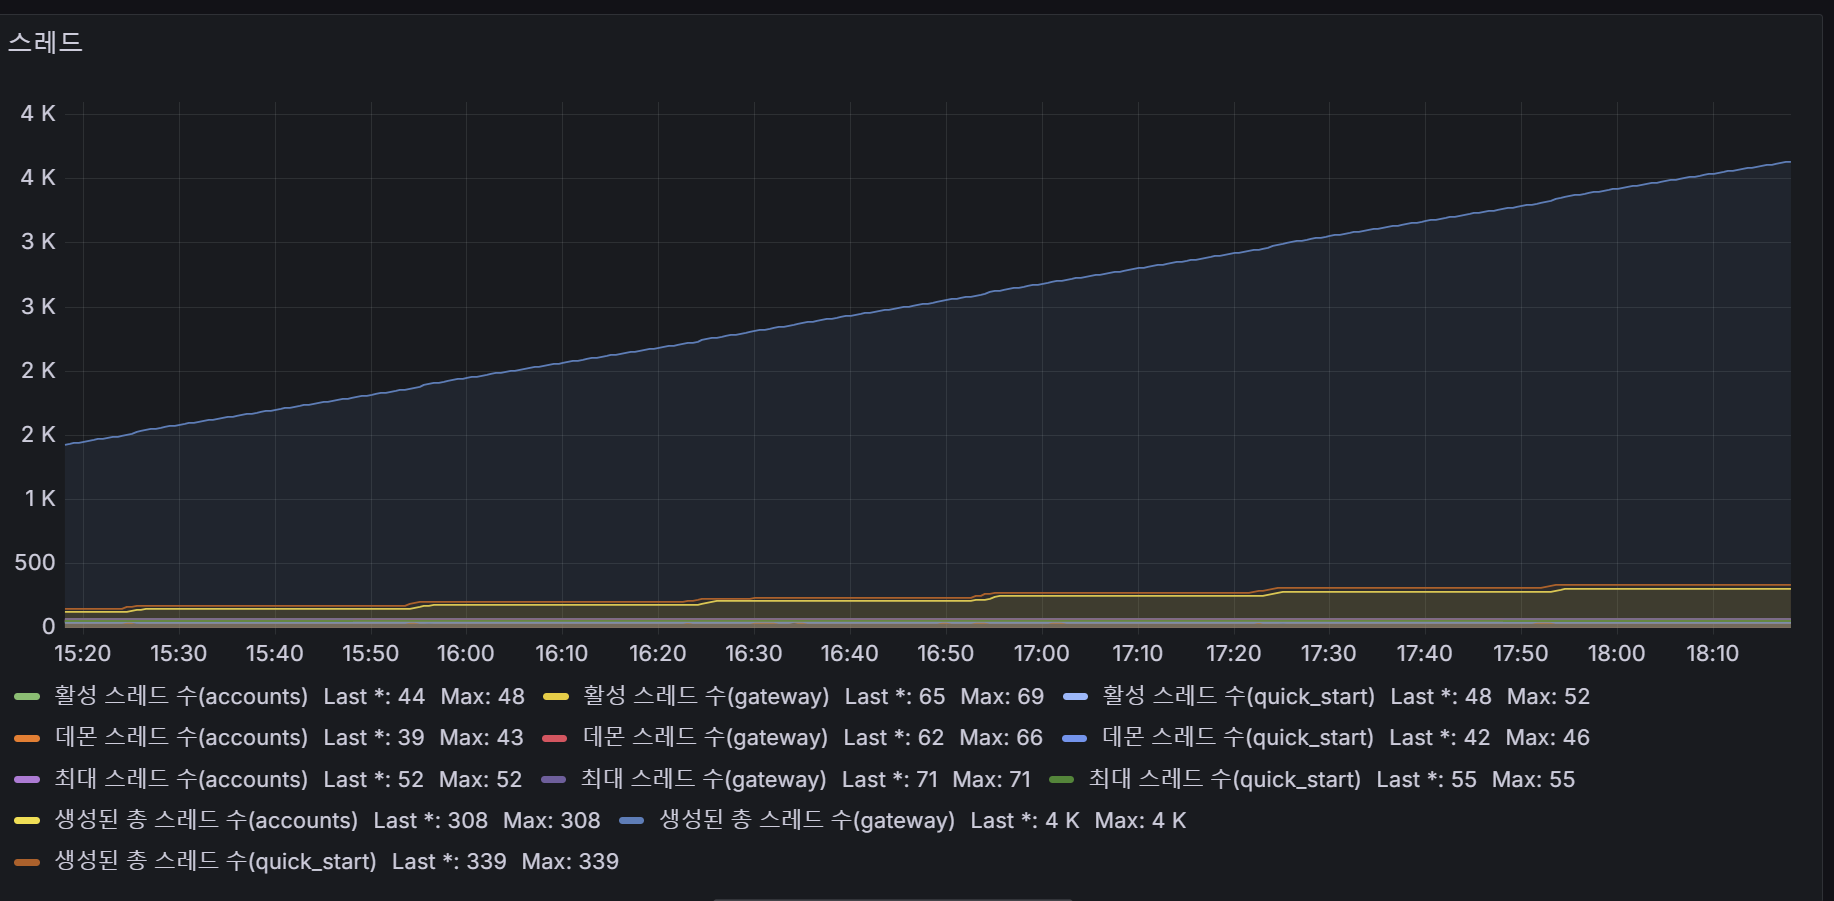 스레드
4 K
4 K
3 K
3 K
2 K
2 K
1 K
500
0
15:20 15:30 15:40 15:50 16:00 16:10 16:20 16:30 16:40 16:50 17:00 17:10 17:20 17:30 17:40 17:50 18:00 18:10
활성 스레드 수(accounts) Last *: 44 Max: 48 활성 스레드 수(gateway) Last *: 65 Max: 69 활성 스레드 수(quick_start) Last *: 48 Max: 52
데몬 스레드 수(accounts) Last *: 39 Max: 43 데몬 스레드 수(gateway) Last *: 62 Max: 66 데몬 스레드 수(quick_start) Last *: 42 Max: 46
최대 스레드 수(accounts) Last *: 52 Max: 52 최대 스레드 수(gateway) Last *: 71 Max: 71 최대 스레드 수(quick_start) Last *: 55 Max: 55
생성된 총 스레드 수(accounts) Last *: 308 Max: 308 생성된 총 스레드 수(gateway) Last *: 4 K Max: 4 K
생성된 총 스레드 수(quick_start) Last *: 339 Max: 339